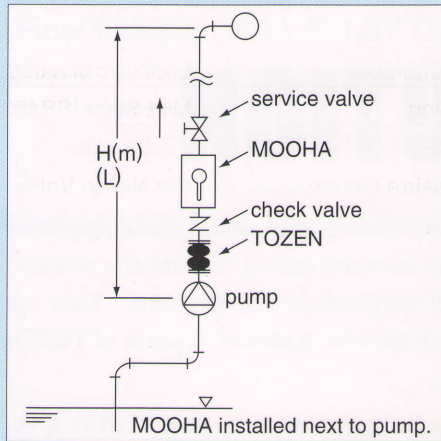 service valve
H(m)
(L)
MOOHA
check valve
TOZEN
pump
MOOHA installed next to pump.